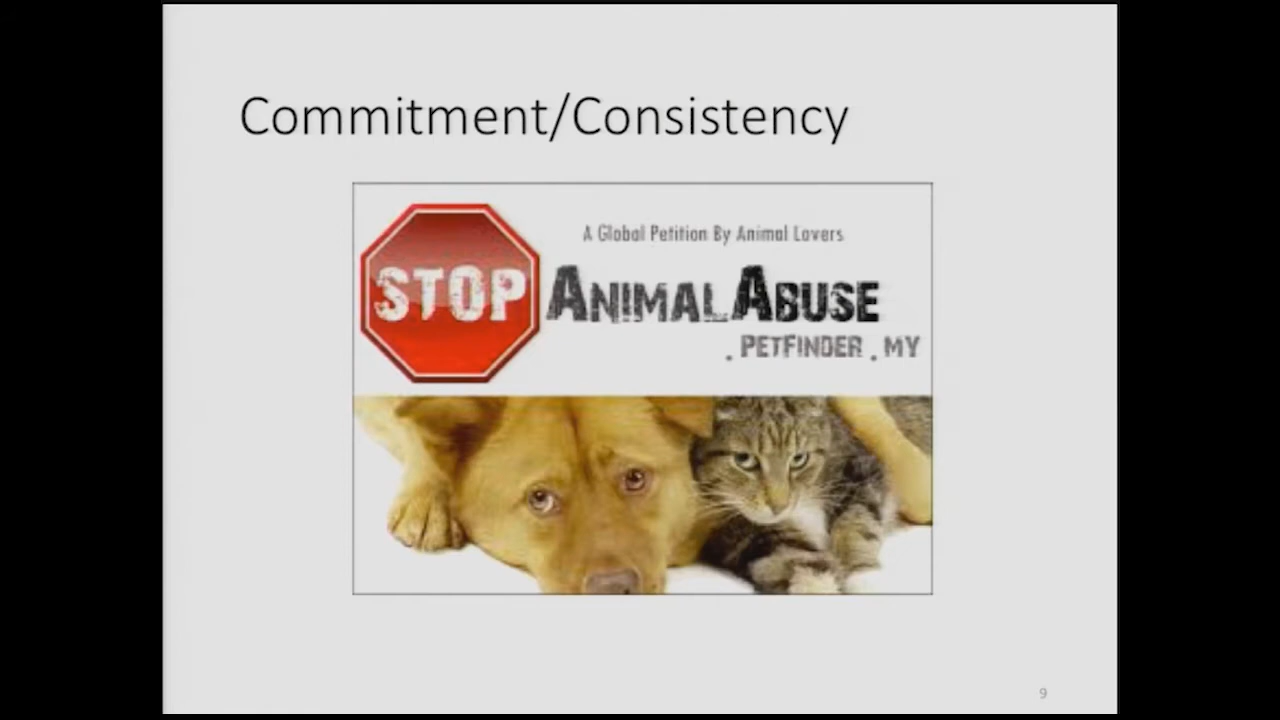 Commitment/Consistency
A Global Petition By Animal Lovers
STOP ANIMALABUSE
.PETFINDER.MY
9